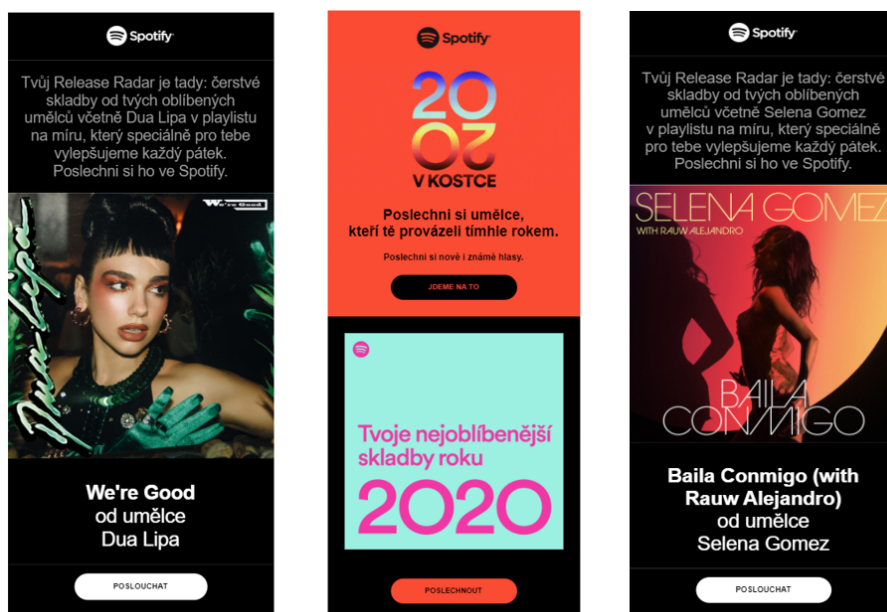 Spotify
Tvůj Release Radar je tady: čerstvé
skladby od tvých oblíbených
umělců včetně Dua Lipa v playlistu
na míru, který speciálně pro tebe
vylepšujeme každý pátek.
Poslechni si ho ve Spotify.
We're Good
Dua Lipa
We're Good
od umělce
Dua Lipa
POSLOUCHAT
Spotify
20
20
V KOSTCE
Poslechni si umělce,
kteří tě provázeli tímhle rokem.
Poslechni si nové i známé hlasy.
JDEME NA TO
Tvoje nejoblíbenější
skladby roku
2020
POSLECHNOUT
Spotify
Tvůj Release Radar je tady: čerstvé
skladby od tvých oblíbených
umělců včetně Selena Gomez
v playlistu na míru, který speciálně
pro tebe vylepšujeme každý pátek.
Poslechni si ho ve Spotify.
SELENA GOMEZ
WITH RAUW ALEJANDRO
BAILA
CONMIGO
Baila Conmigo (with
Rauw Alejandro)
od umělce
Selena Gomez
POSLOUCHAT